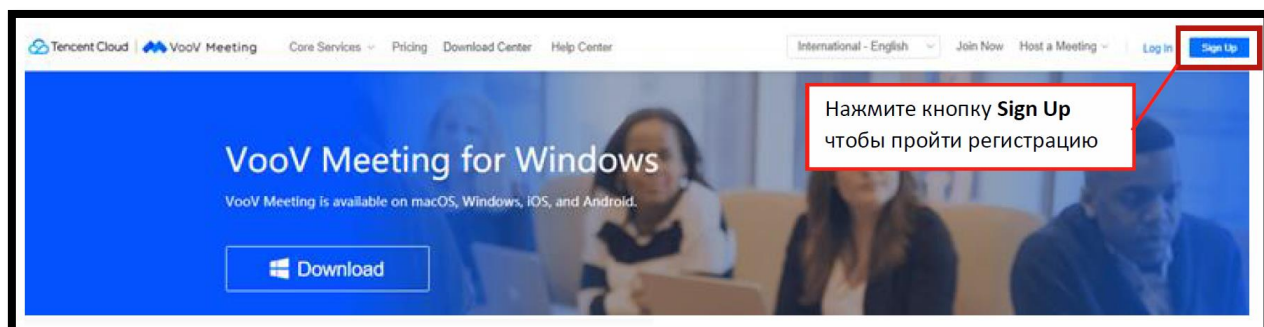 Tencent Cloud VooV Meeting Core Services Pricing Download Center Help Center International - English Join Now Host a Meeting Log In Sign Up
Нажмите кнопку Sign Up
чтобы пройти регистрацию
VooV Meeting for Windows
VooV Meeting is available on macOS, Windows, iOS, and Android.
Download